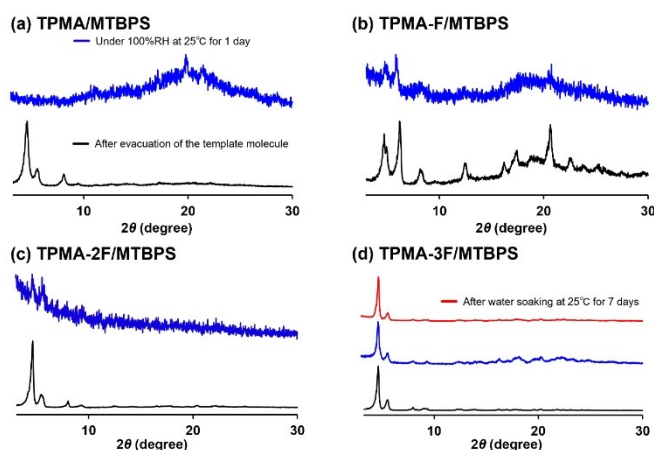 (a) TPMA/MTBPS
Under 100%RH at 25℃ for 1 day
After evacuation of the template molecule
10 20 30
2θ (degree)
(b) TPMA-F/MTBPS
10 20 30
2θ (degree)
(c) TPMA-2F/MTBPS
10 20 30
2θ (degree)
(d) TPMA-3F/MTBPS
After water soaking at 25℃ for 7 days
10 20 30
2θ (degree)